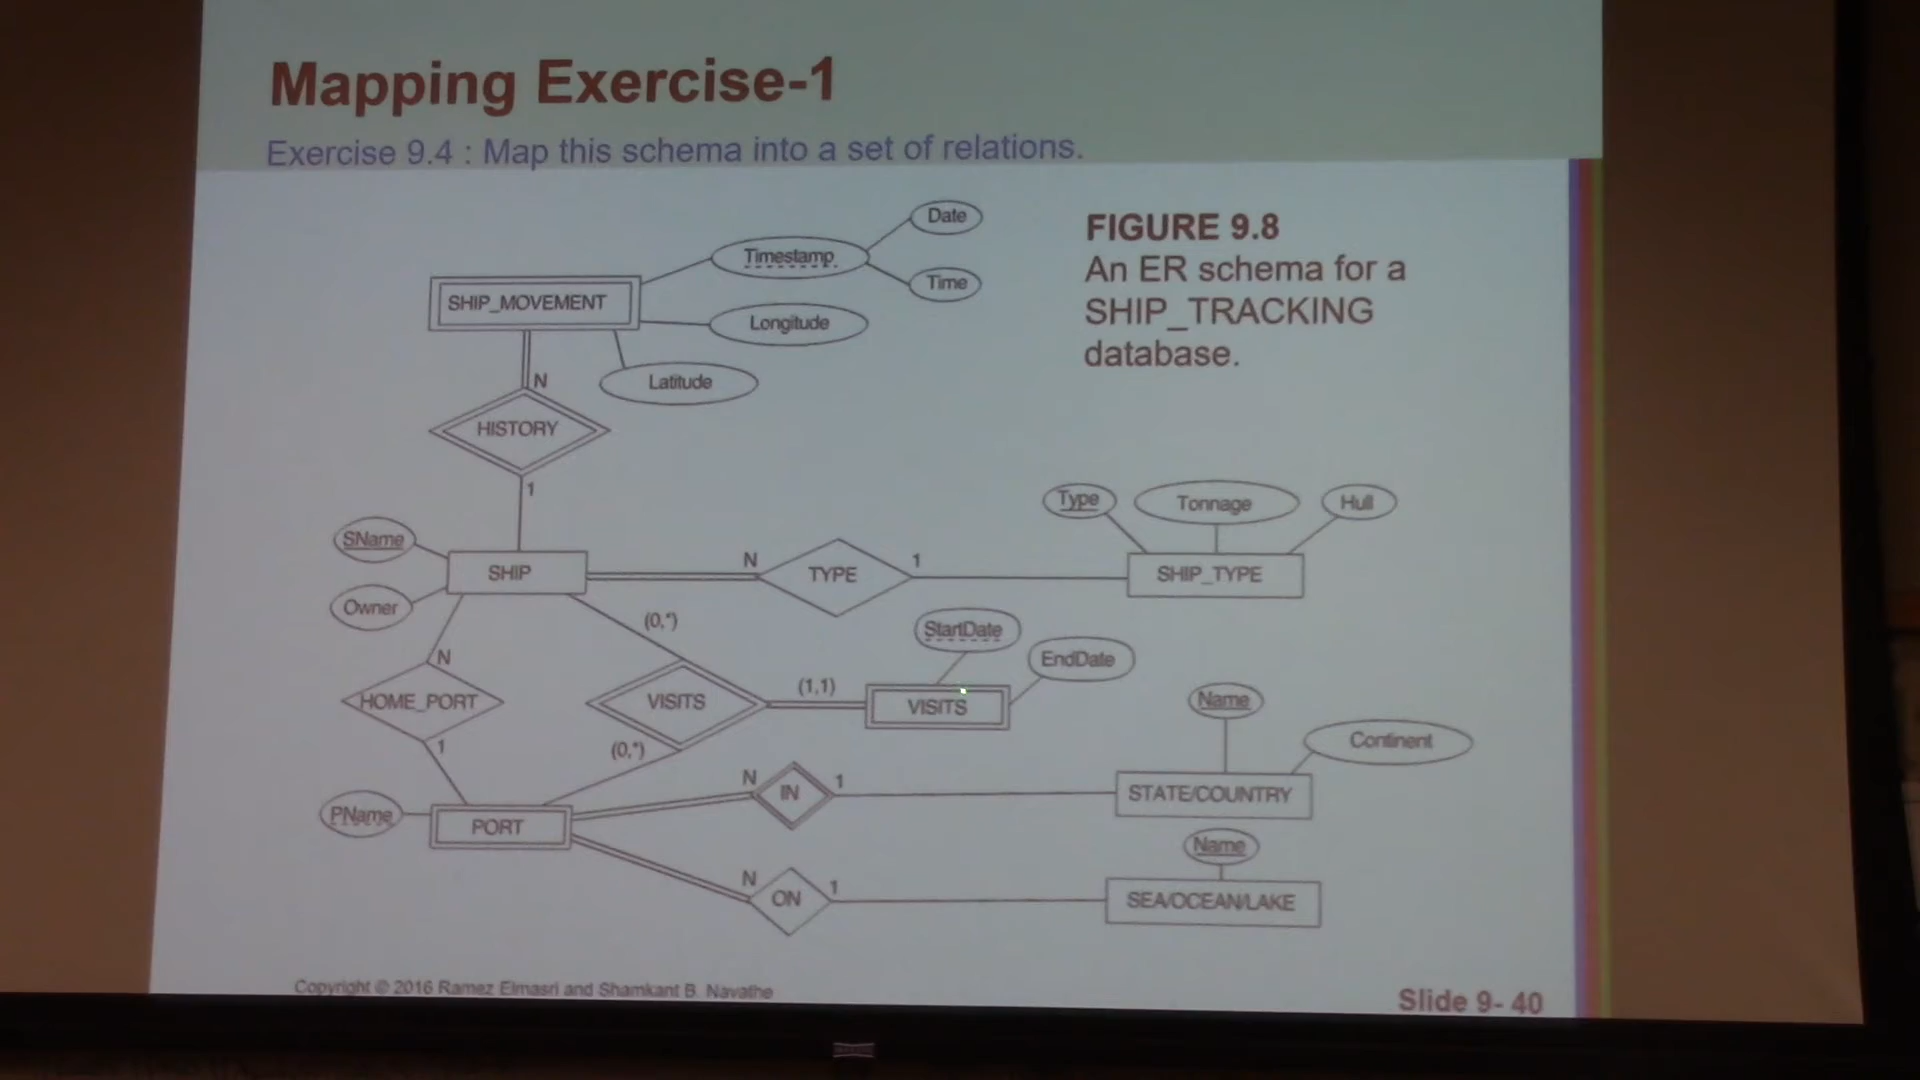 Mapping Exercise-1
Exercise 9.4 : Map this schema into a set of relations.
Date
Timestamp
Time
SHIP_MOVEMENT
Longitude
Latitude
N
HISTORY
1
FIGURE 9.8
An ER schema for a
SHIP_TRACKING
database.
Type
Tonnage
Hull
SName
SHIP
N
TYPE
1
SHIP_TYPE
Owner
(0,*)
StartDate
EndDate
N
HOME_PORT
VISITS
(1,1)
VISITS
Name
Continent
1
(0,*)
N
IN
1
STATE/COUNTRY
PName
PORT
Name
N
ON
1
SEA/OCEAN/LAKE
Copyright © 2016 Ramez Elmasri and Shamkant B. Navathe
Slide 9- 40